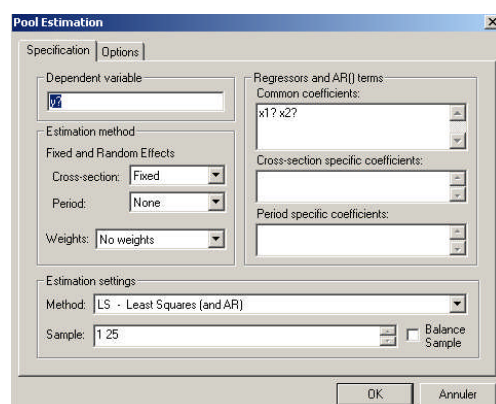 Pool Estimation
Specification Options
Dependent variable
y?
Estimation method
Fixed and Random Effects
Cross-section: Fixed
Period: None
Weights: No weights
Regressors and AR() terms
Common coefficients:
x1? x2?
Cross-section specific coefficients:
Period specific coefficients:
Estimation settings
Method: LS - Least Squares (and AR)
Sample: 1 25
Balance
Sample
OK Annuler